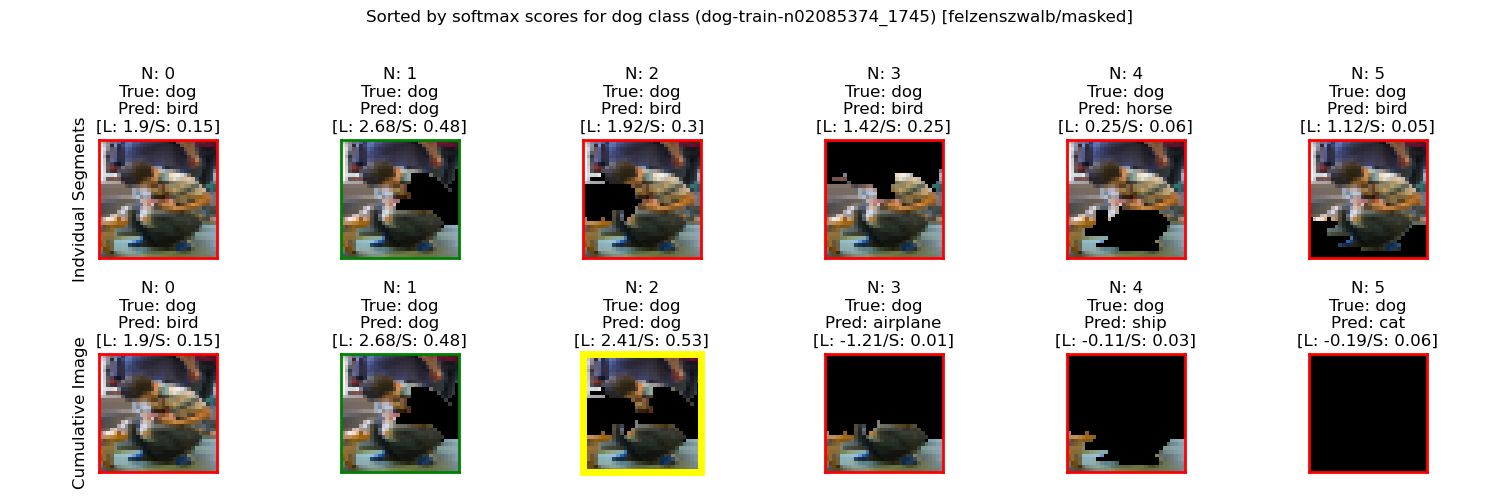 Sorted by softmax scores for dog class (dog-train-n02085374_1745) [felzenszwalb/masked]
Indvidual Segments
N: 0
True: dog
Pred: bird
[L: 1.9/S: 0.15]
N: 1
True: dog
Pred: dog
[L: 2.68/S: 0.48]
N: 2
True: dog
Pred: bird
[L: 1.92/S: 0.3]
N: 3
True: dog
Pred: bird
[L: 1.42/S: 0.25]
N: 4
True: dog
Pred: horse
[L: 0.25/S: 0.06]
N: 5
True: dog
Pred: bird
[L: 1.12/S: 0.05]
Cumulative Image
N: 0
True: dog
Pred: bird
[L: 1.9/S: 0.15]
N: 1
True: dog
Pred: dog
[L: 2.68/S: 0.48]
N: 2
True: dog
Pred: dog
[L: 2.41/S: 0.53]
N: 3
True: dog
Pred: airplane
[L: -1.21/S: 0.01]
N: 4
True: dog
Pred: ship
[L: -0.11/S: 0.03]
N: 5
True: dog
Pred: cat
[L: -0.19/S: 0.06]